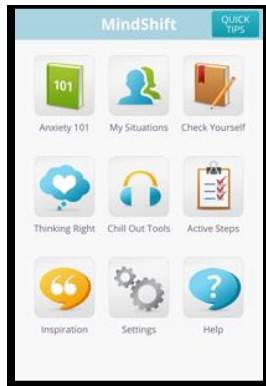 MindShift
QUICK
TIPS
101
Anxiety 101
My Situations
Check Yourself
Thinking Right
Chill Out Tools
Active Steps
Inspiration
Settings
Help